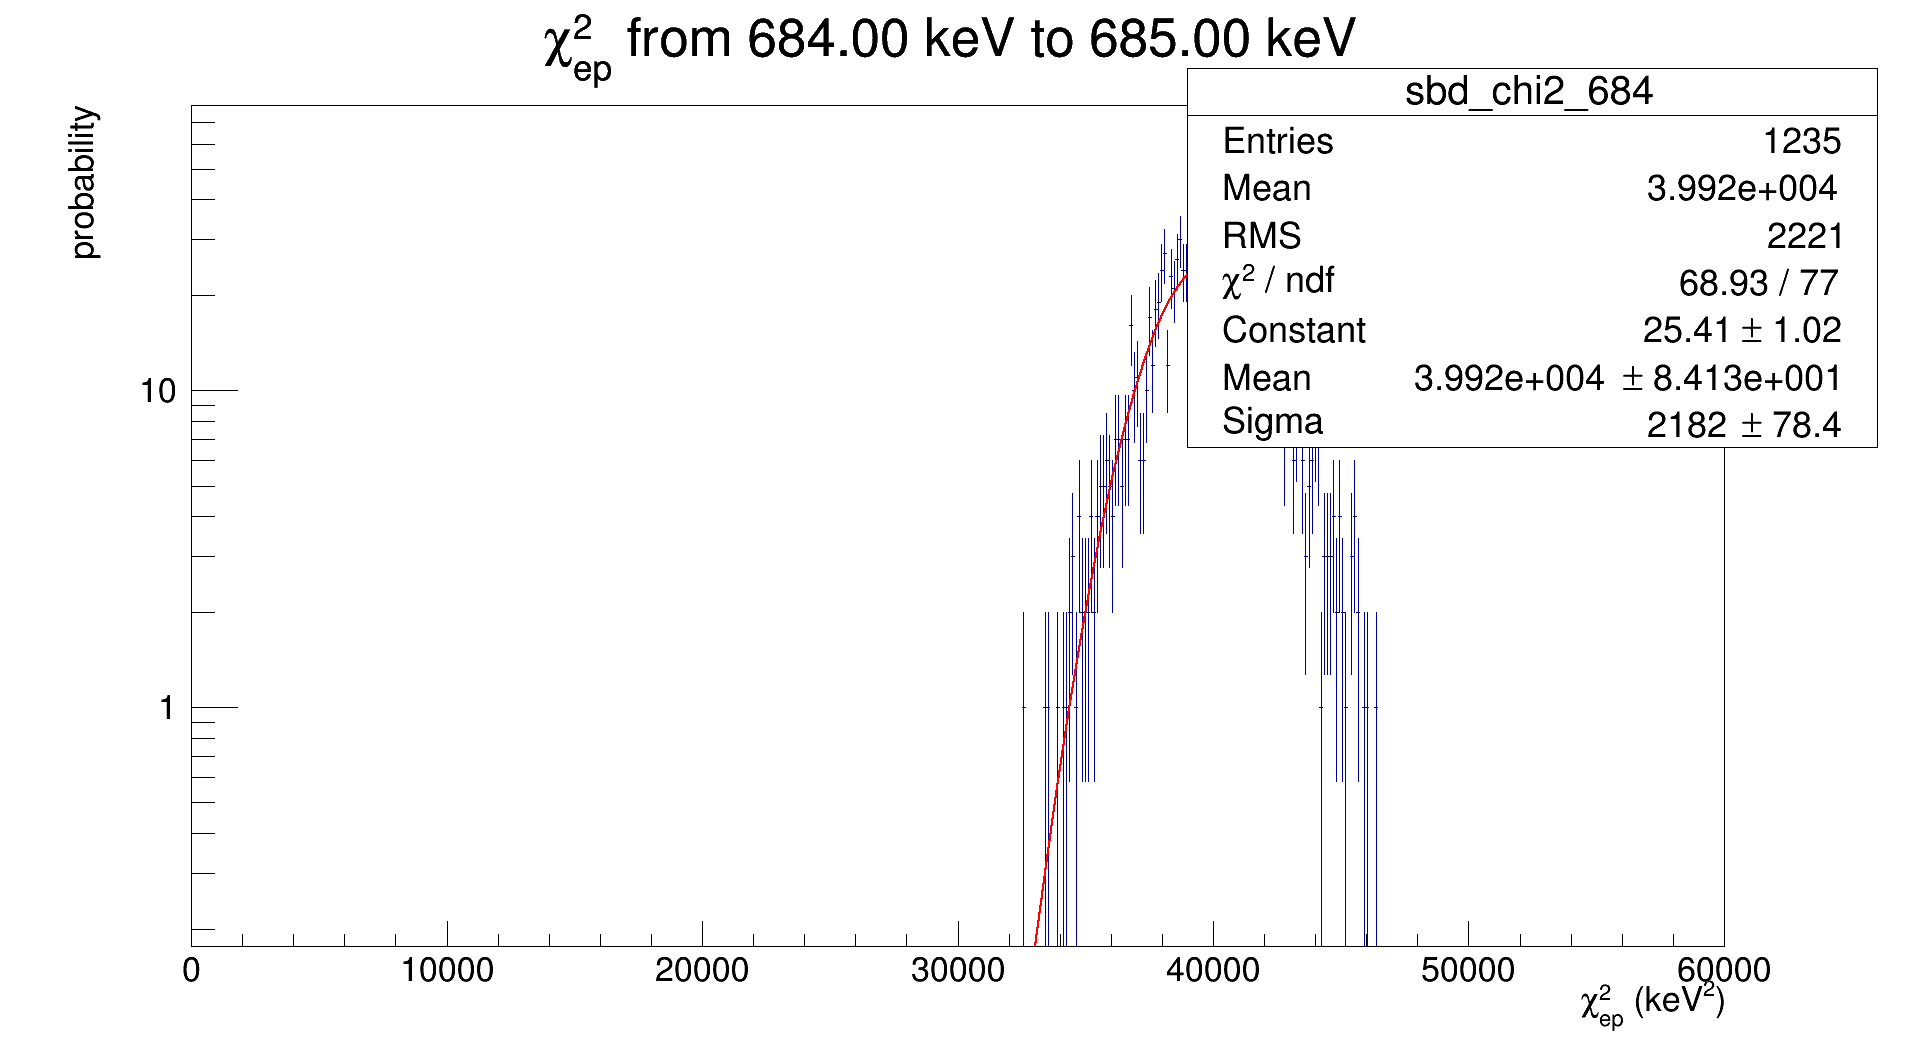 χ²ep from 684.00 keV to 685.00 keV
sbd_chi2_684
Entries 1235
Mean 3.992e+004
RMS 2221
χ² / ndf 68.93 / 77
Constant 25.41 ± 1.02
Mean 3.992e+004 ± 8.413e+001
Sigma 2182 ± 78.4
probability
10
1
0 10000 20000 30000 40000 50000 60000
χ²ep (keV²)